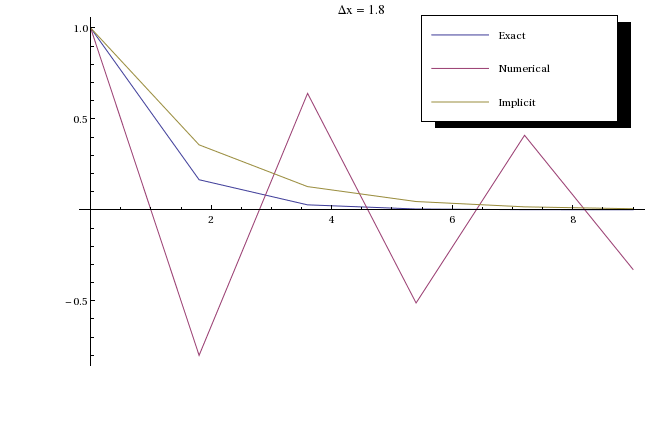 Δx = 1.8
1.0
Exact
Numerical
Implicit
0.5
2 4 6 8
−0.5